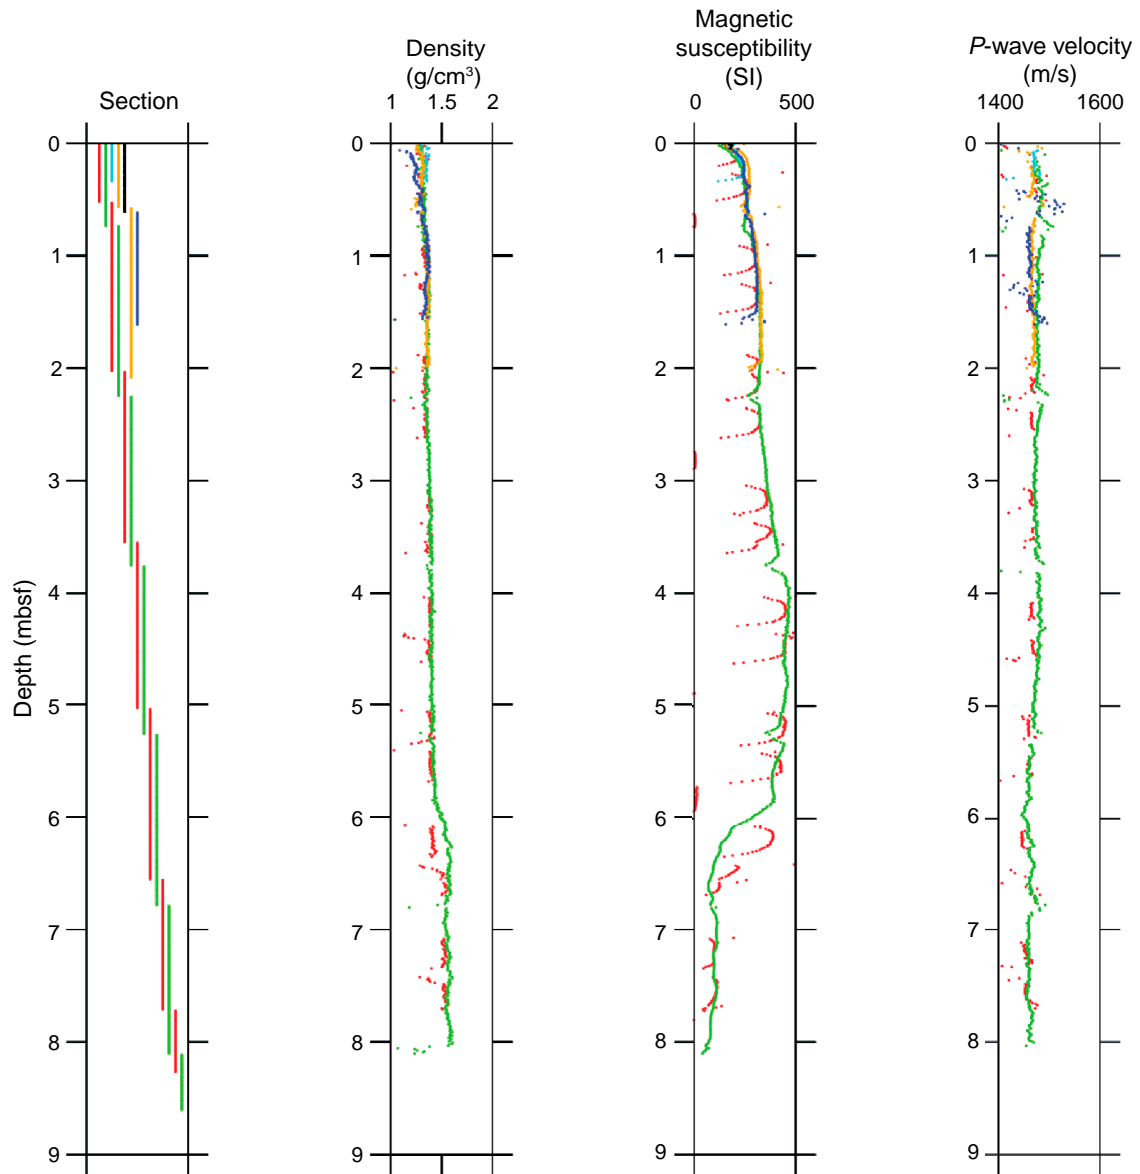 Section
Density
(g/cm³)
1 1.5 2
Magnetic
susceptibility
(SI)
0 500
P-wave velocity
(m/s)
1400 1600
Depth (mbsf)
0 0 0 0
1 1 1 1
2 2 2 2
3 3 3 3
4 4 4 4
5 5 5 5
6 6 6 6
7 7 7 7
8 8 8 8
9 9 9 9